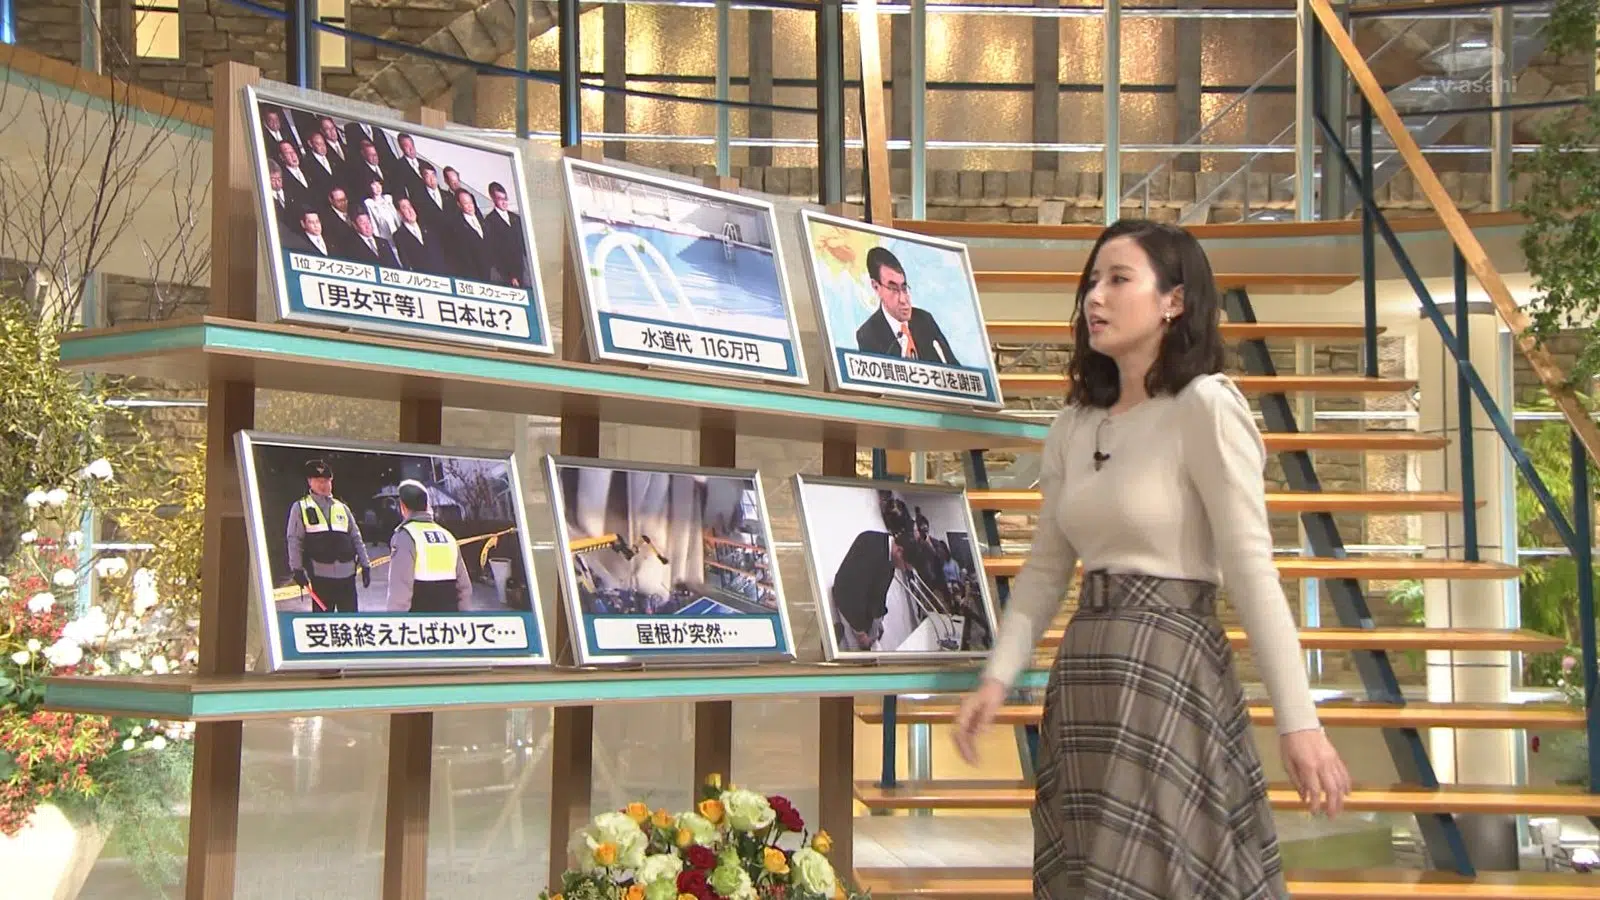 tv asahi
1位 アイスランド 2位 ノルウェー 3位 スウェーデン
「男女平等」日本は?
水道代 116万円
「次の質問どうぞ」を謝罪
受験終えたばかりで…
屋根が突然…